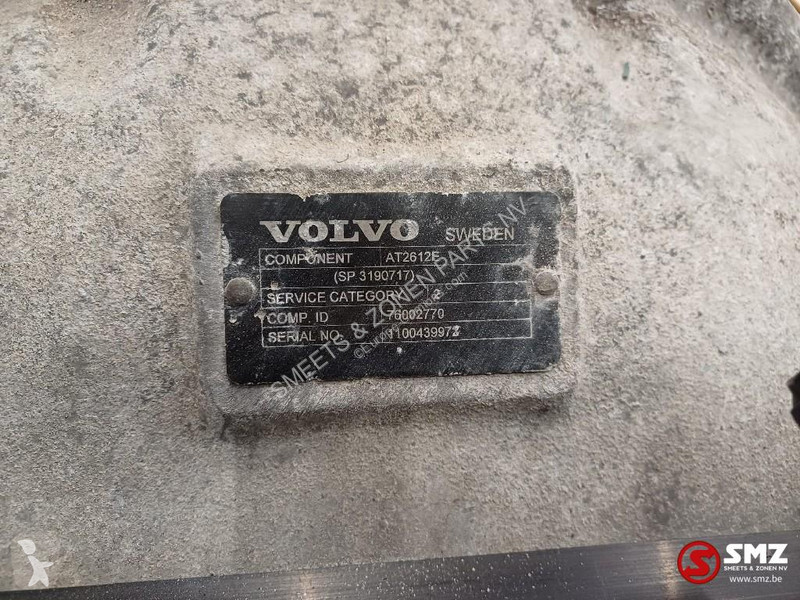 VOLVO SWEDEN
COMPONENT AT2612E
(SP 3190717)
SERVICE CATEGORY
COMP. ID 76002770
SERIAL NO.
SMEETS & ZONEN PARTS NV
SMZ
SMEETS & ZONEN NV
www.smz.be